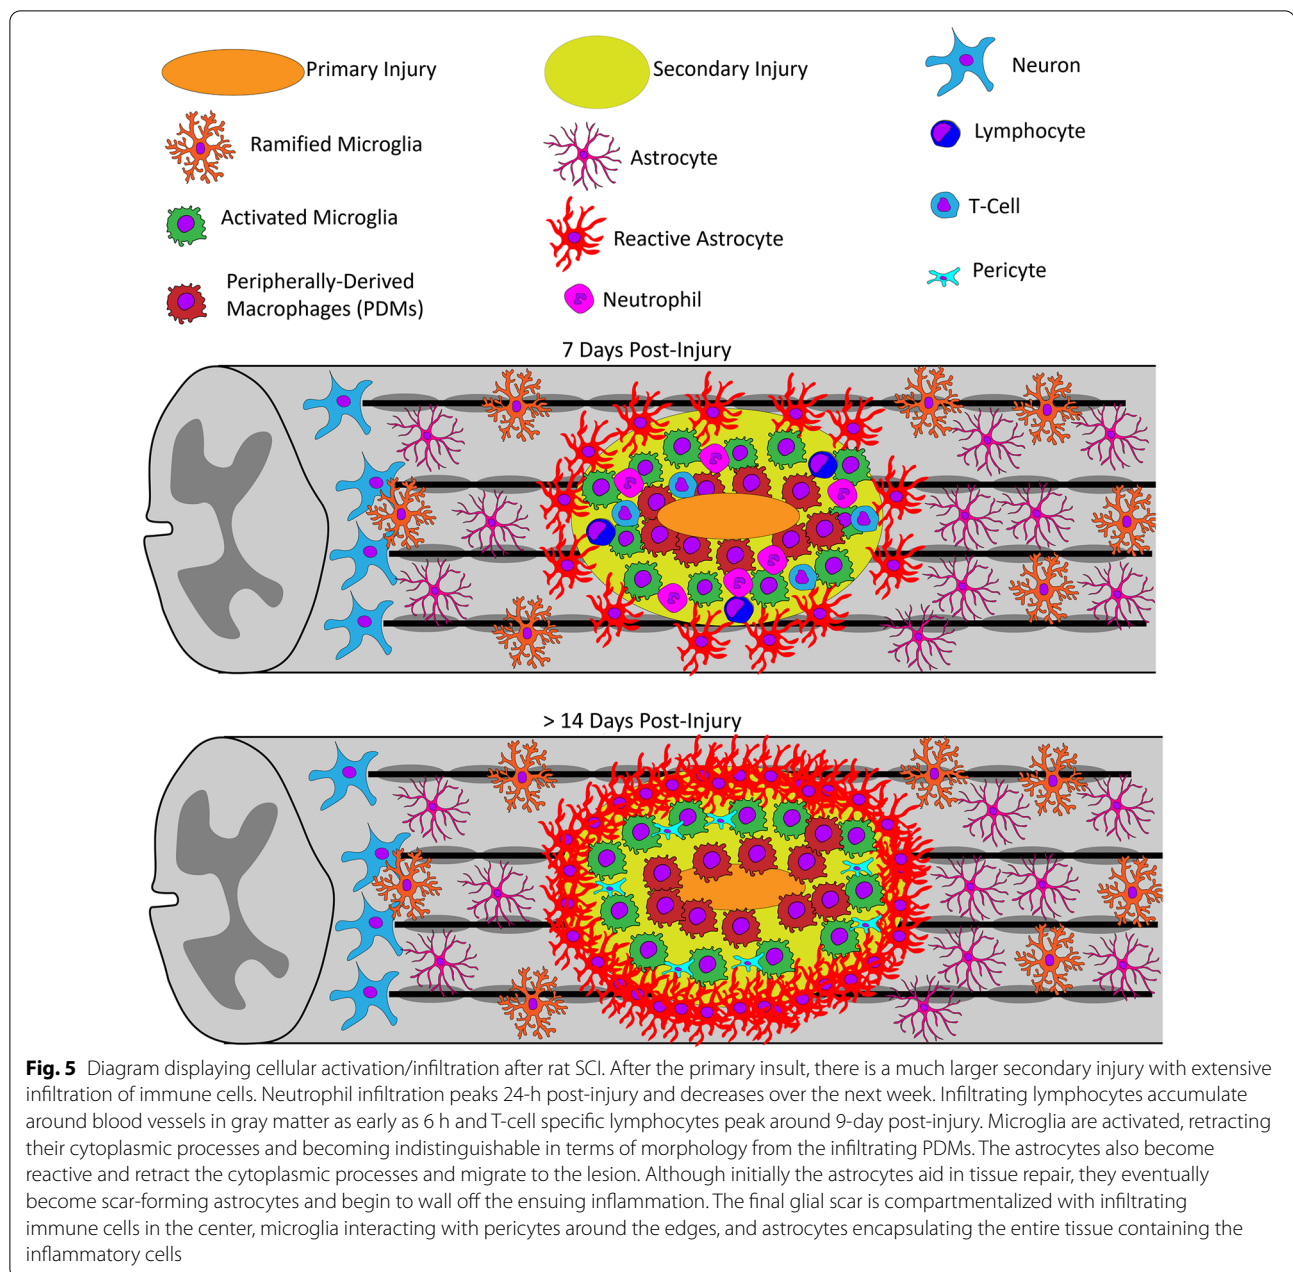 Primary Injury
Secondary Injury
Neuron
Ramified Microglia
Astrocyte
Lymphocyte
Activated Microglia
Reactive Astrocyte
T-Cell
Peripherally-Derived
Macrophages (PDMs)
Neutrophil
Pericyte
7 Days Post-Injury
> 14 Days Post-Injury
Fig. 5 Diagram displaying cellular activation/infiltration after rat SCI. After the primary insult, there is a much larger secondary injury with extensive
infiltration of immune cells. Neutrophil infiltration peaks 24-h post-injury and decreases over the next week. Infiltrating lymphocytes accumulate
around blood vessels in gray matter as early as 6 h and T-cell specific lymphocytes peak around 9-day post-injury. Microglia are activated, retracting
their cytoplasmic processes and becoming indistinguishable in terms of morphology from the infiltrating PDMs. The astrocytes also become
reactive and retract the cytoplasmic processes and migrate to the lesion. Although initially the astrocytes aid in tissue repair, they eventually
become scar-forming astrocytes and begin to wall off the ensuing inflammation. The final glial scar is compartmentalized with infiltrating
immune cells in the center, microglia interacting with pericytes around the edges, and astrocytes encapsulating the entire tissue containing the
inflammatory cells